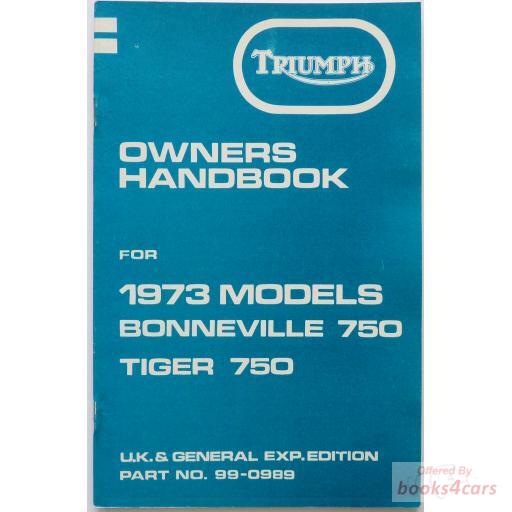 TRIUMPH
OWNERS
HANDBOOK
FOR
1973 MODELS
BONNEVILLE 750
TIGER 750
U.K.& GENERAL EXP.EDITION
PART NO. 99-0989
Offered By
books4cars